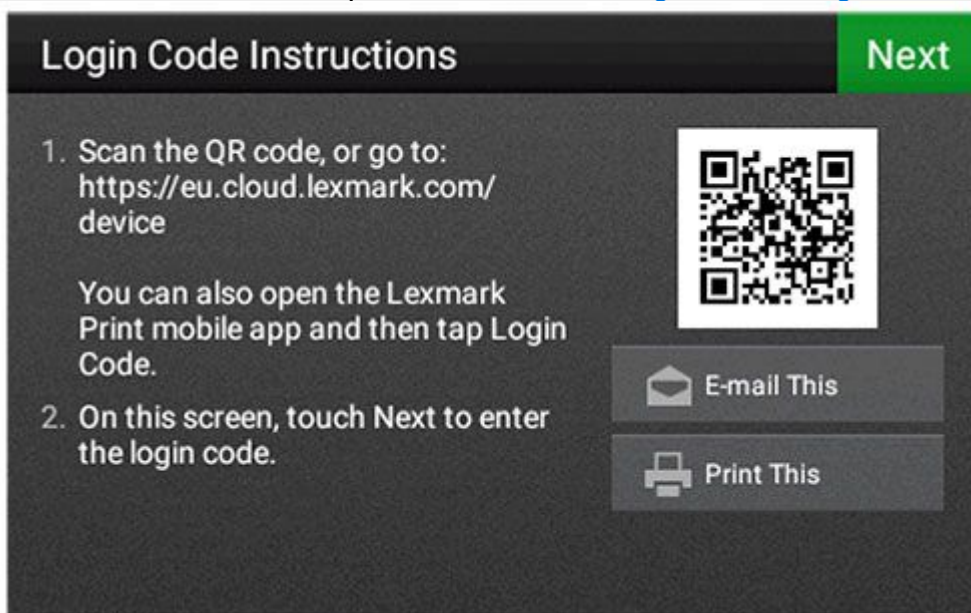 Login Code Instructions
Next
1. Scan the QR code, or go to:
https://eu.cloud.lexmark.com/
device
You can also open the Lexmark
Print mobile app and then tap Login
Code.
2. On this screen, touch Next to enter
the login code.
E-mail This
Print This